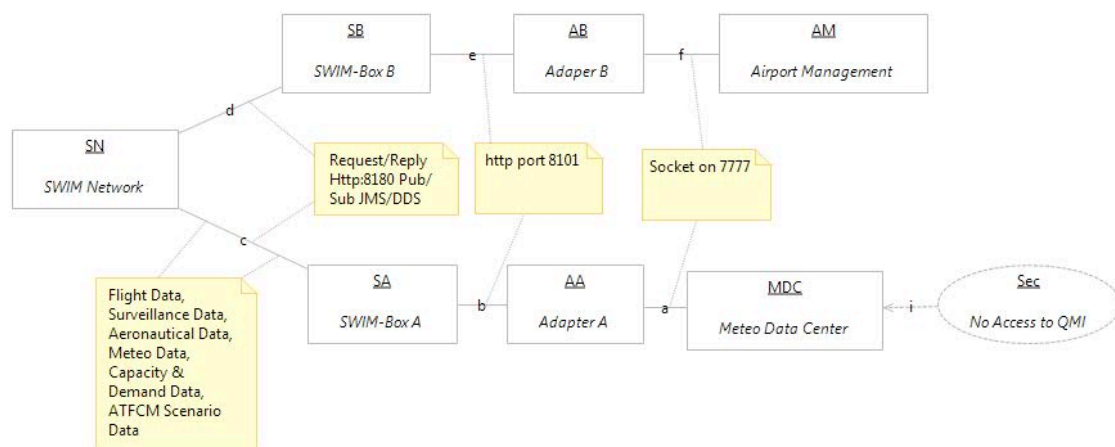 SB
SWIM-Box B
e
AB
Adaper B
f
AM
Airport Management
d
SN
SWIM Network
Request/Reply
Http:8180 Pub/
Sub JMS/DDS
http port 8101
Socket on 7777
c
Flight Data,
Surveillance Data,
Aeronautical Data,
Meteo Data,
Capacity &
Demand Data,
ATFCM Scenario
Data
SA
SWIM-Box A
b
AA
Adapter A
a
MDC
Meteo Data Center
i
Sec
No Access to QMI